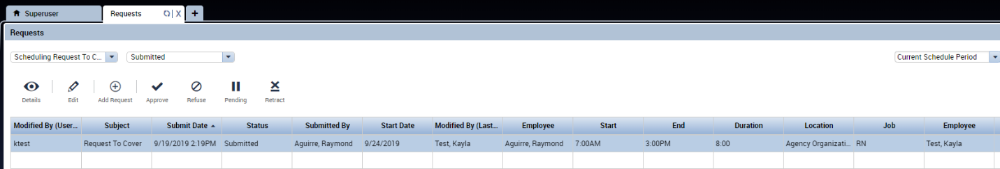 Superuser
Requests X +
Requests
Scheduling Request To C... Submitted Current Schedule Period
Details Edit Add Request Approve Refuse Pending Retract
Modified By (User... Subject Submit Date Status Submitted By Start Date Modified By (Last... Employee Start End Duration Location Job Employee
ktest Request To Cover 9/19/2019 2:19PM Submitted Aguirre, Raymond 9/24/2019 Test, Kayla Aguirre, Raymond 7:00AM 3:00PM 8:00 Agency Organizati... RN Test, Kayla